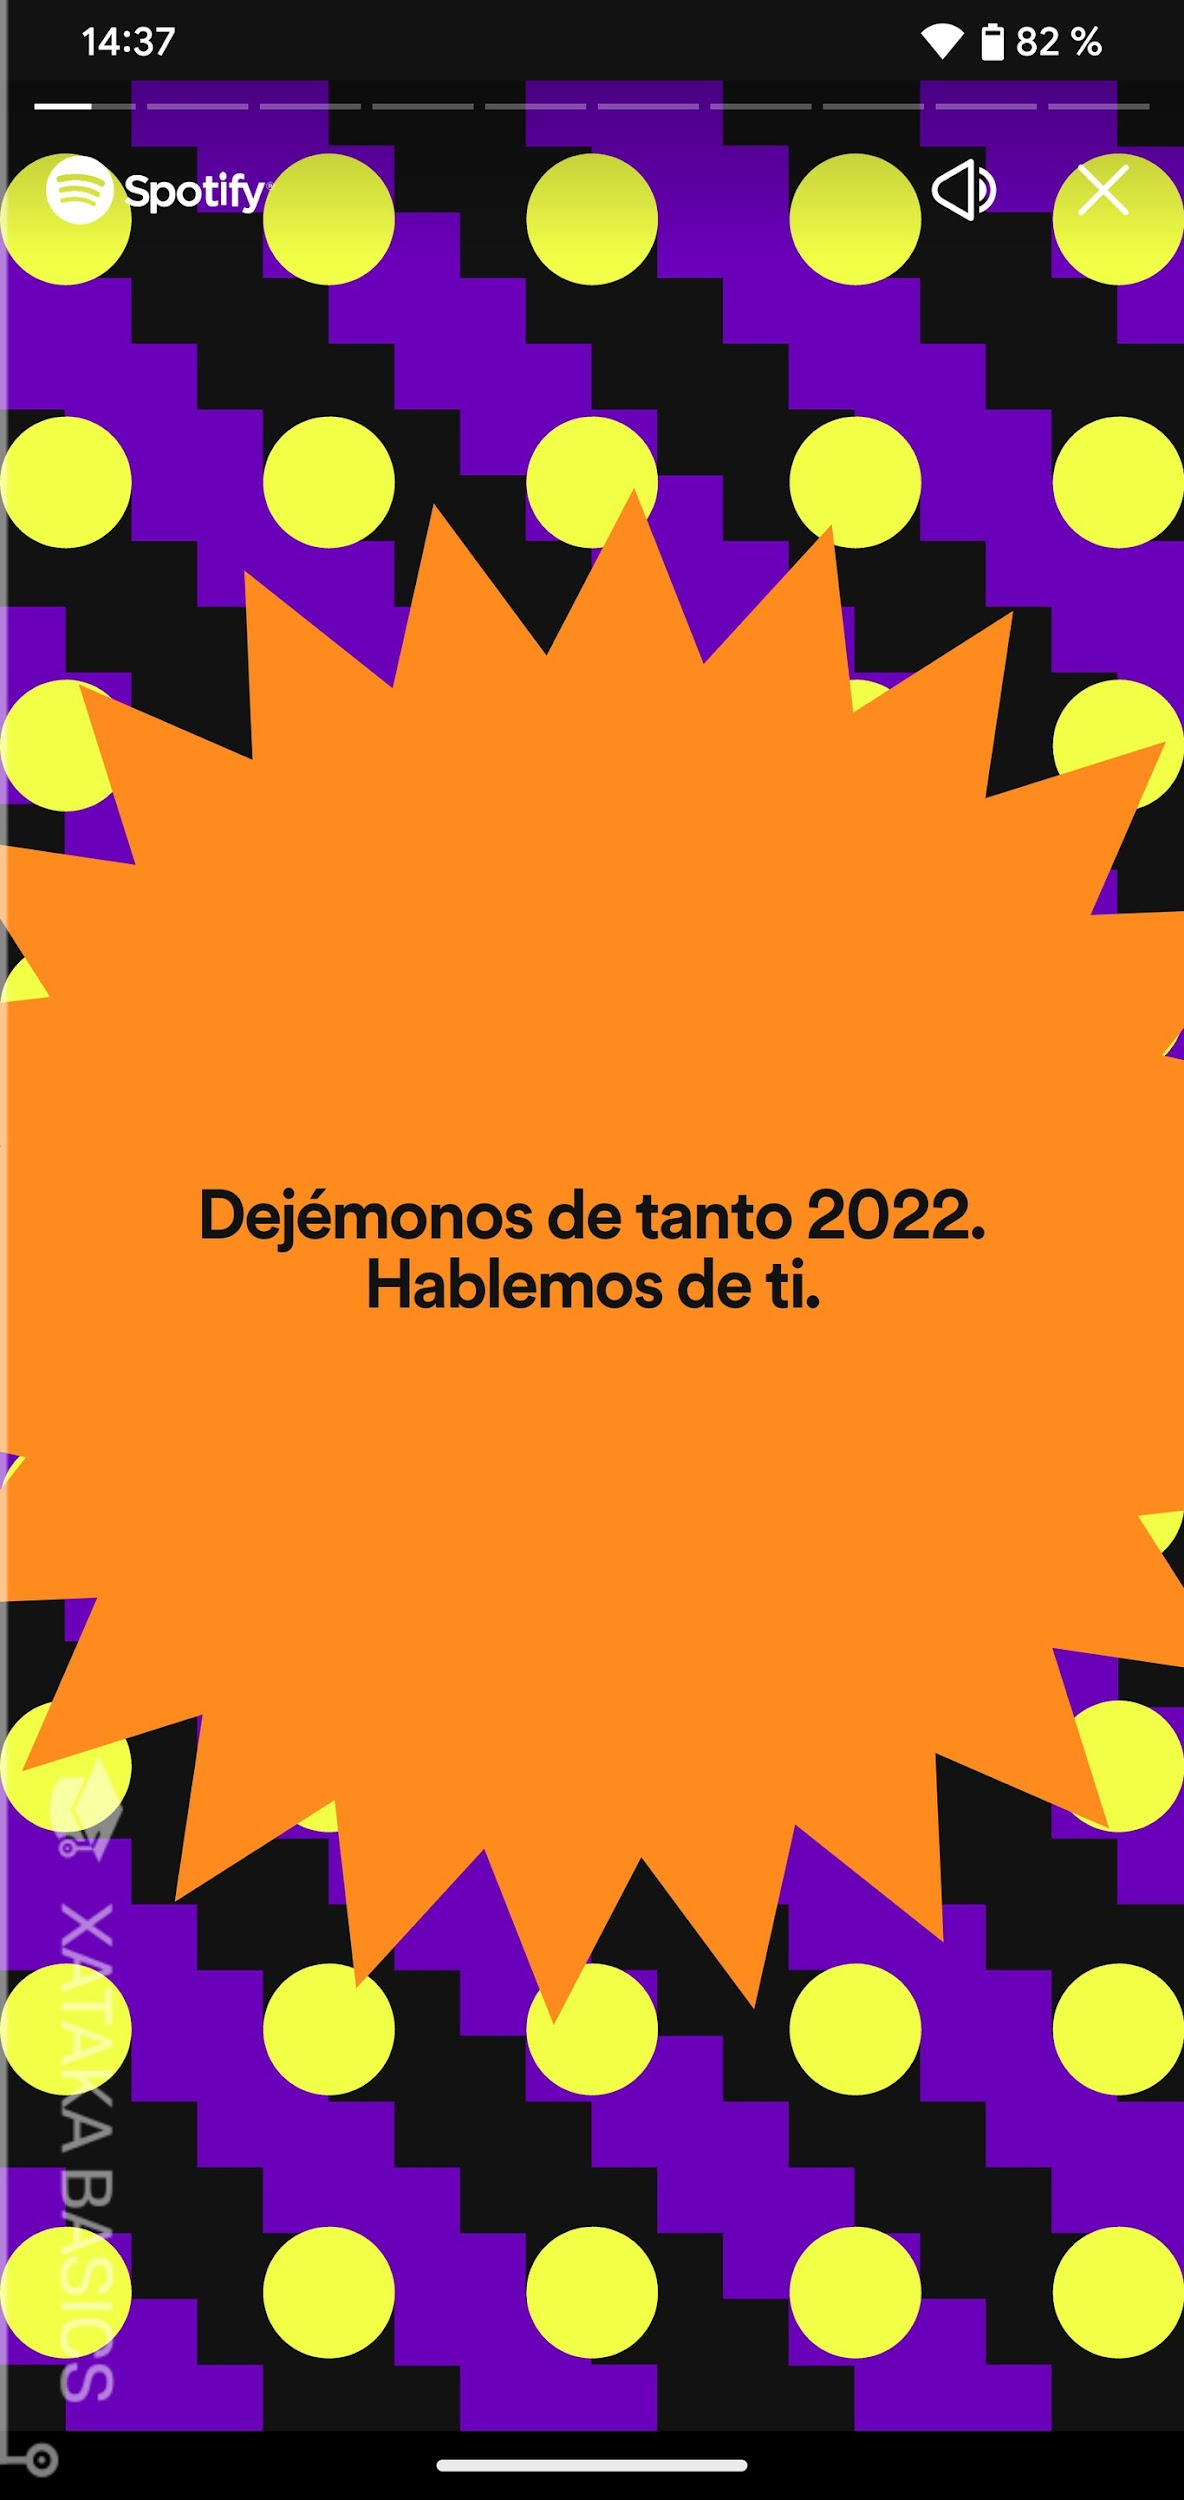 14:37
82 %
Spotify®
Dejémonos de tanto 2022.
Hablemos de ti.
XATAKA BASICS